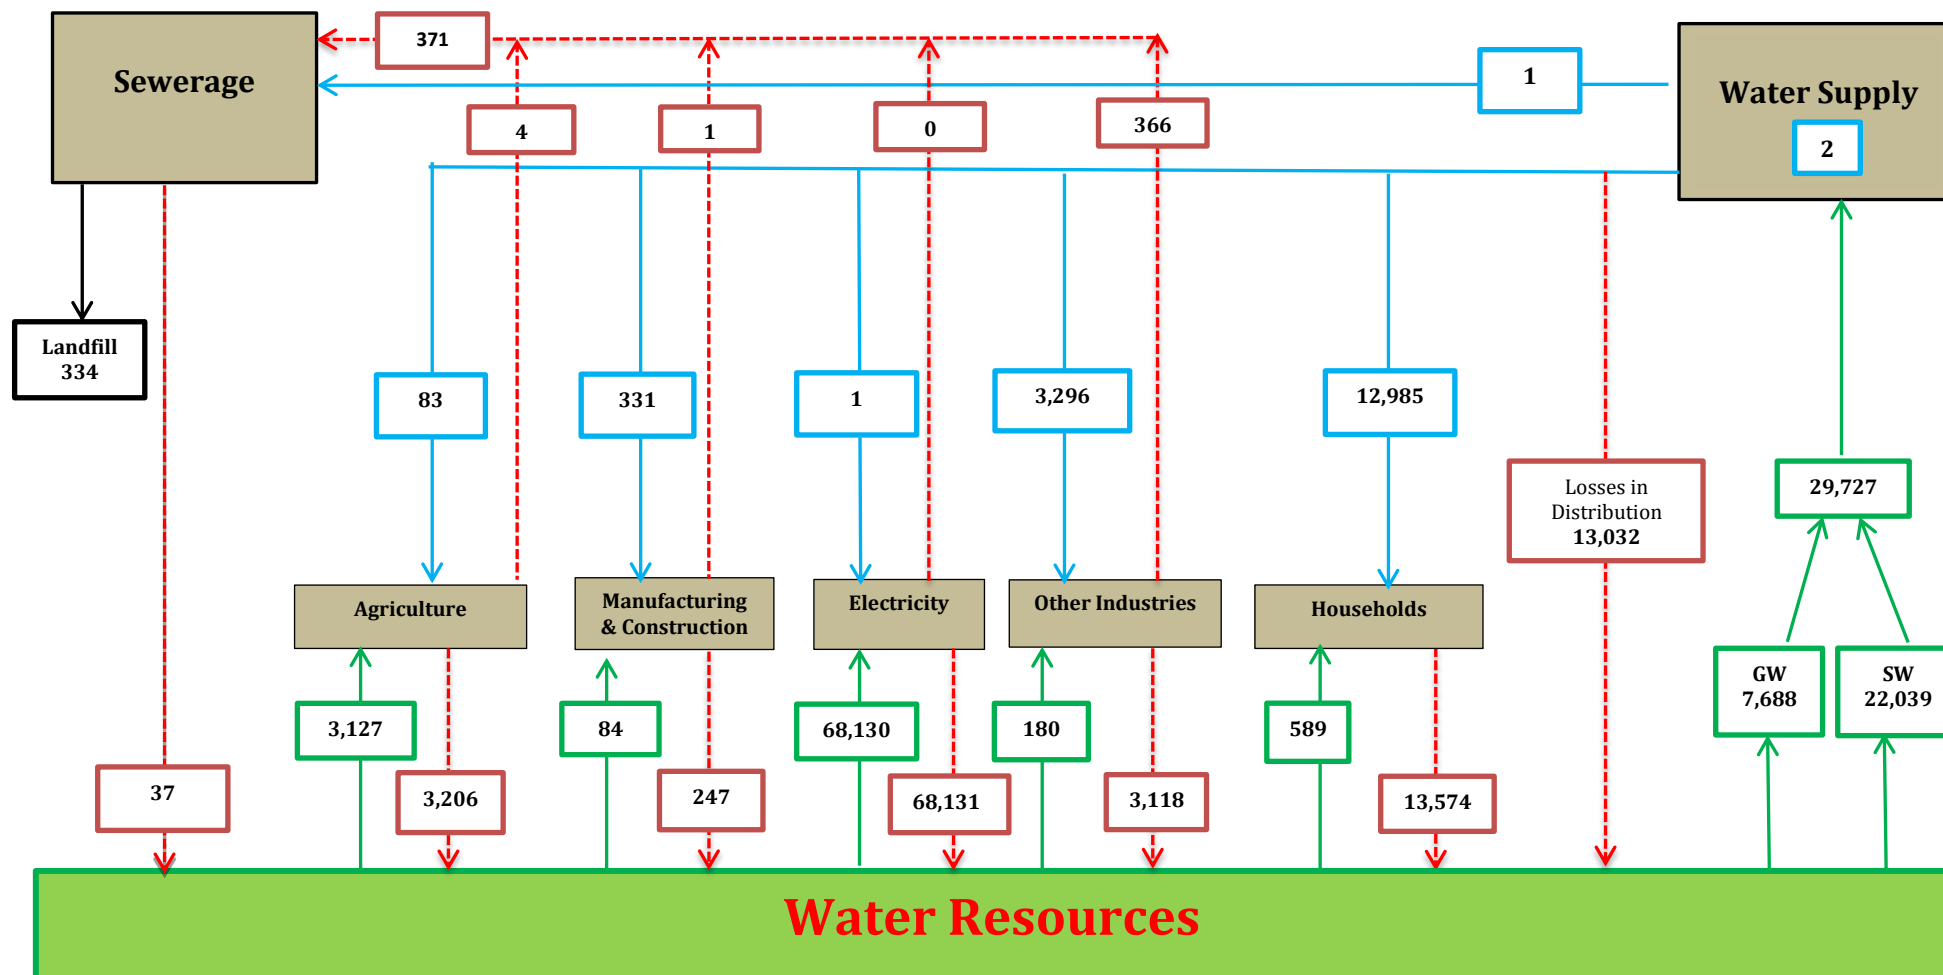 371
Sewerage
1
Water Supply
2
4
1
0
366
Landfill
334
83
331
1
3,296
12,985
Losses in
Distribution
13,032
29,727
Agriculture
Manufacturing
& Construction
Electricity
Other Industries
Households
GW
7,688
SW
22,039
3,127
84
68,130
180
589
37
3,206
247
68,131
3,118
13,574
Water Resources